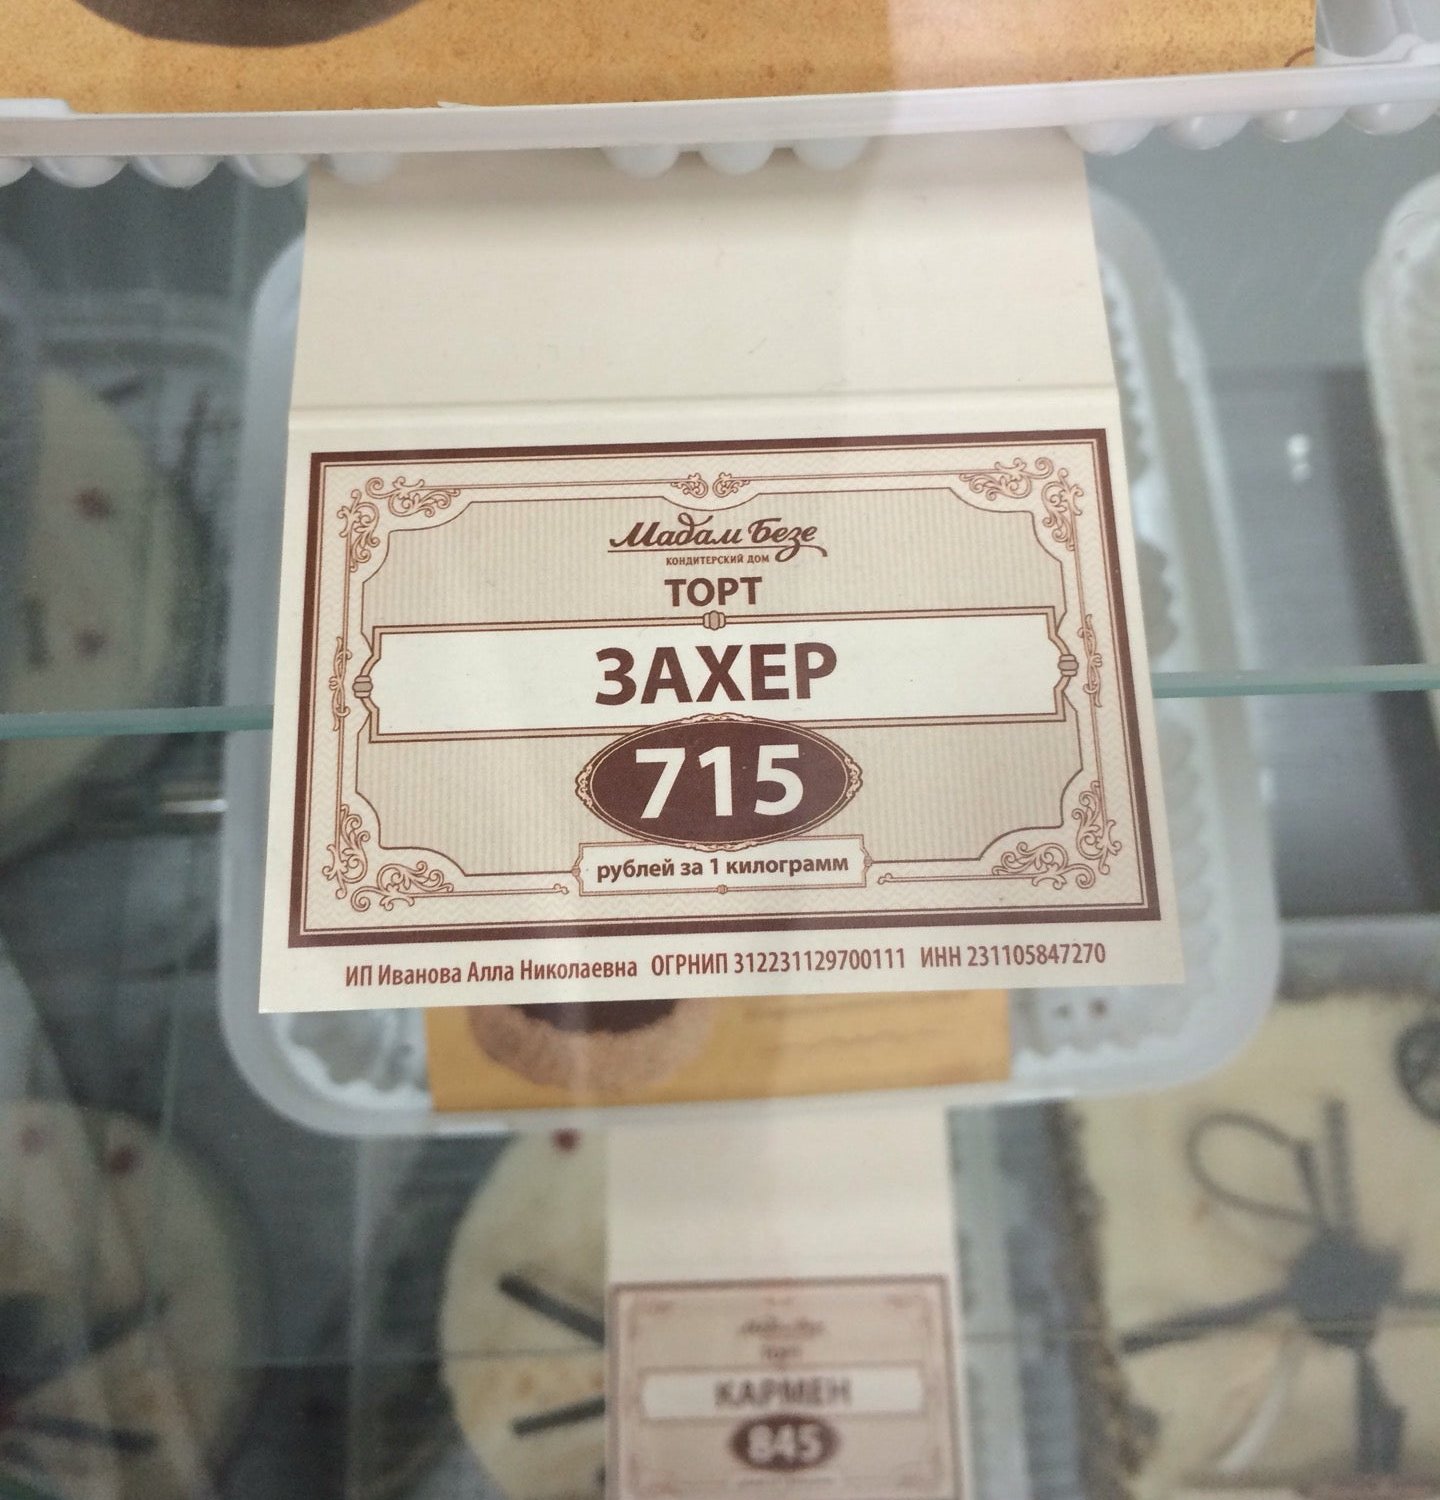 Мадам Безе
КОНДИТЕРСКИЙ ДОМ
ТОРТ
ЗАХЕР
715
рублей за 1 килограмм
ИП Иванова Алла Николаевна ОГРНИП 312231129700111 ИНН 231105847270
ТОРТ
КАРМЕН
845